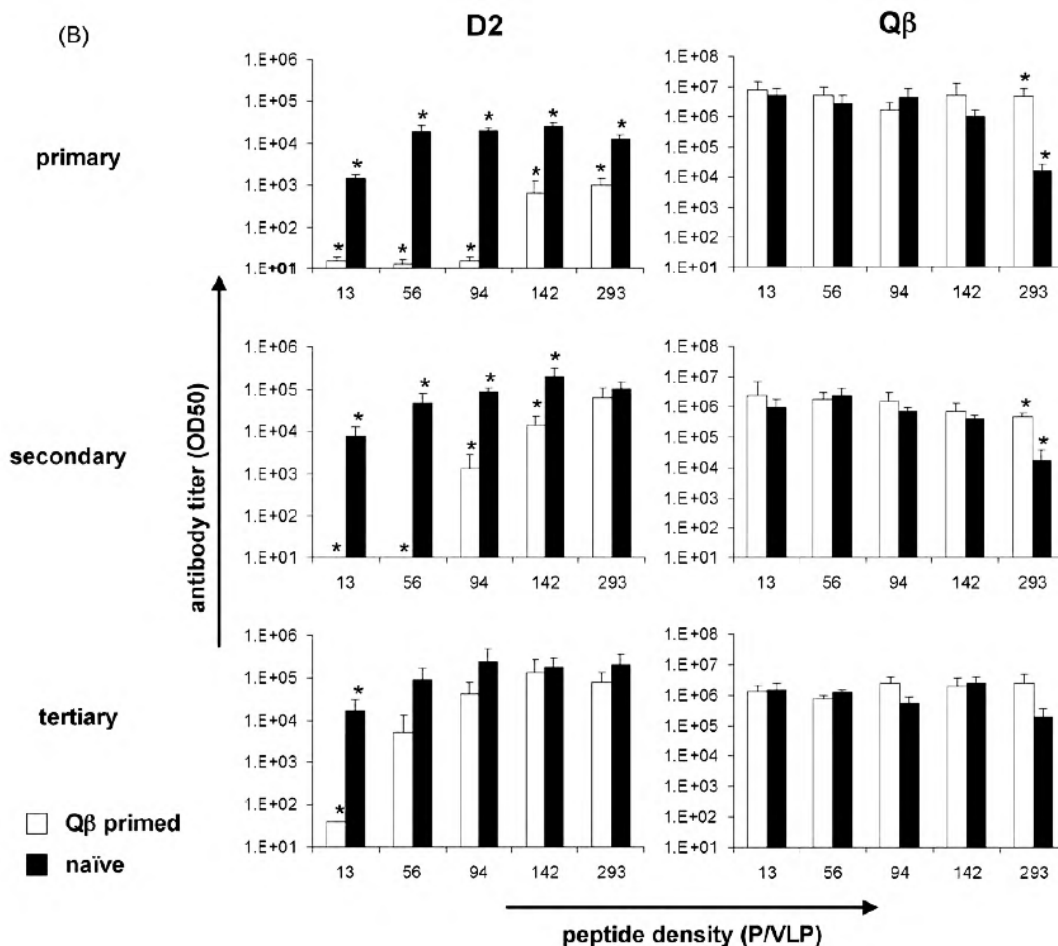 (B)
D2
Qβ
primary
1.E+06
1.E+05
1.E+04
1.E+03
1.E+02
1.E+01
* * * * * * * * * *
13 56 94 142 293
1.E+08
1.E+07
1.E+06
1.E+05
1.E+04
1.E+03
1.E+02
1.E+01
* *
13 56 94 142 293
secondary
antibody titer (OD50)
1.E+06
1.E+05
1.E+04
1.E+03
1.E+02
1.E+01
* * * * * * * *
13 56 94 142 293
1.E+08
1.E+07
1.E+06
1.E+05
1.E+04
1.E+03
1.E+02
1.E+01
* *
13 56 94 142 293
tertiary
1.E+06
1.E+05
1.E+04
1.E+03
1.E+02
1.E+01
* *
13 56 94 142 293
1.E+08
1.E+07
1.E+06
1.E+05
1.E+04
1.E+03
1.E+02
1.E+01
13 56 94 142 293
Qβ primed
naïve
peptide density (P/VLP)